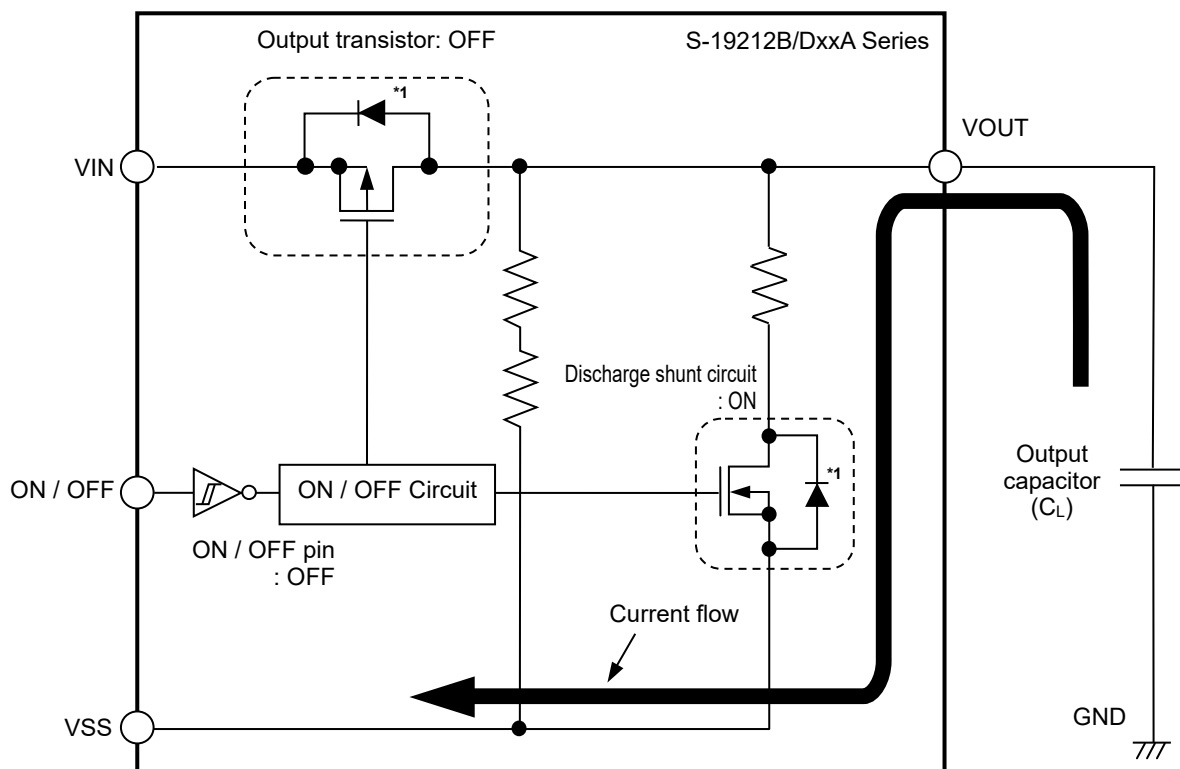 Output transistor: OFF
S-19212B/DxxA Series
*1
VOUT
VIN
Discharge shunt circuit
: ON
*1
ON / OFF
ON / OFF Circuit
Output
capacitor
(CL)
ON / OFF pin
: OFF
Current flow
VSS
GND